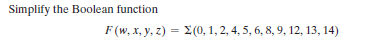 Simplify the Boolean function
F(w, x, y, z) = Σ(0, 1, 2, 4, 5, 6, 8, 9, 12, 13, 14)